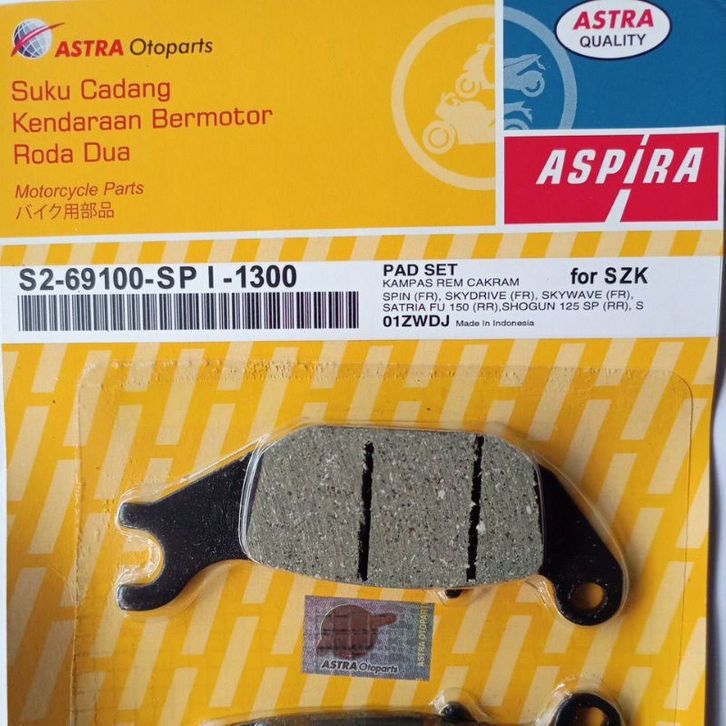 ASTRA Otoparts
ASTRA
QUALITY
Suku Cadang
Kendaraan Bermotor
Roda Dua
Motorcycle Parts
バイク用部品
ASPIRA
S2-69100-SP I -1300
PAD SET
KAMPAS REM CAKRAM
for SZK
SPIN (FR), SKYDRIVE (FR), SKYWAVE (FR),
SATRIA FU 150 (RR),SHOGUN 125 SP (RR), S
01ZWDJ Made In Indonesia
ASTRA Otoparts
ASTRA OTOPARTS